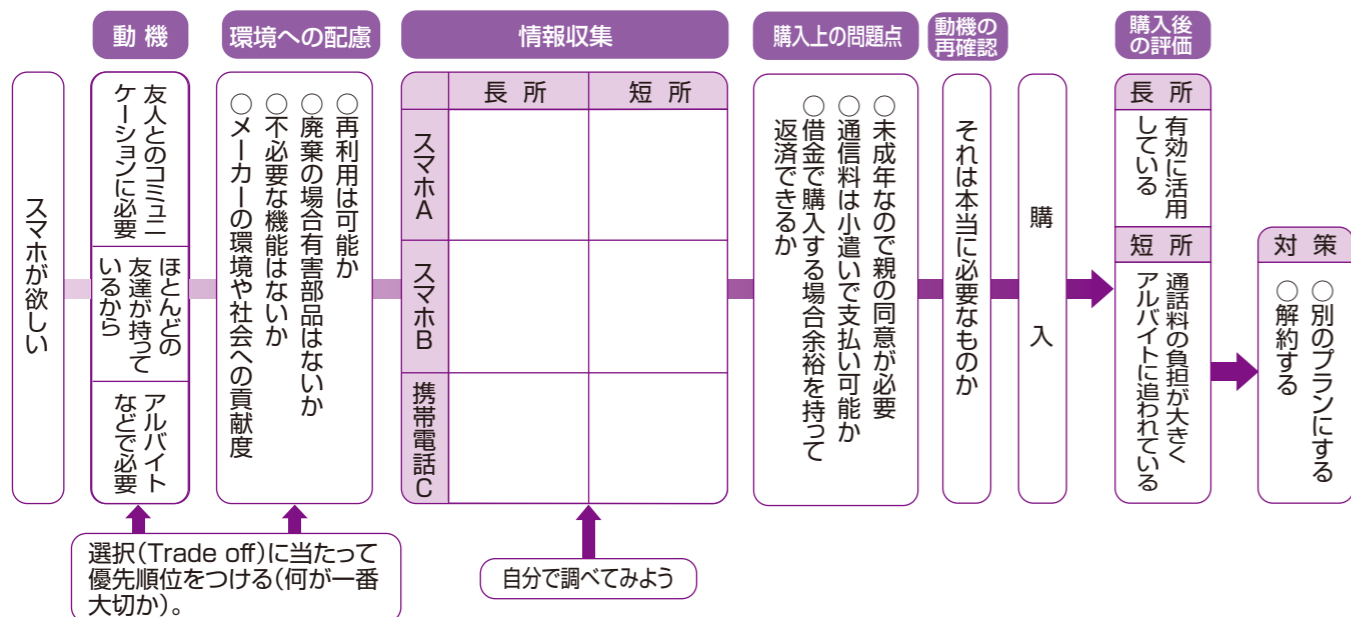 動 機
環境への配慮
情報収集
購入上の問題点
動機の
再確認
購入後
の評価
スマホが欲しい
友人とのコミュニ
ケーションに必要
ほとんどの
友達が持って
いるから
アルバイト
などで必要
○再利用は可能か
○廃棄の場合有害部品はないか
○不必要な機能はないか
○メーカーの環境や社会への貢献度
長 所
短 所
スマホA
スマホB
携帯電話C
○未成年なので親の同意が必要
○通信料は小遣いで支払い可能か
○借金で購入する場合余裕を持って
返済できるか
それは本当に必要なものか
購 入
長 所
有効に活用
している
短 所
通話料の負担が大きく
アルバイトに追われている
対 策
○別のプランにする
○解約する
選択(Trade off)に当たって
優先順位をつける(何が一番
大切か)。
自分で調べてみよう